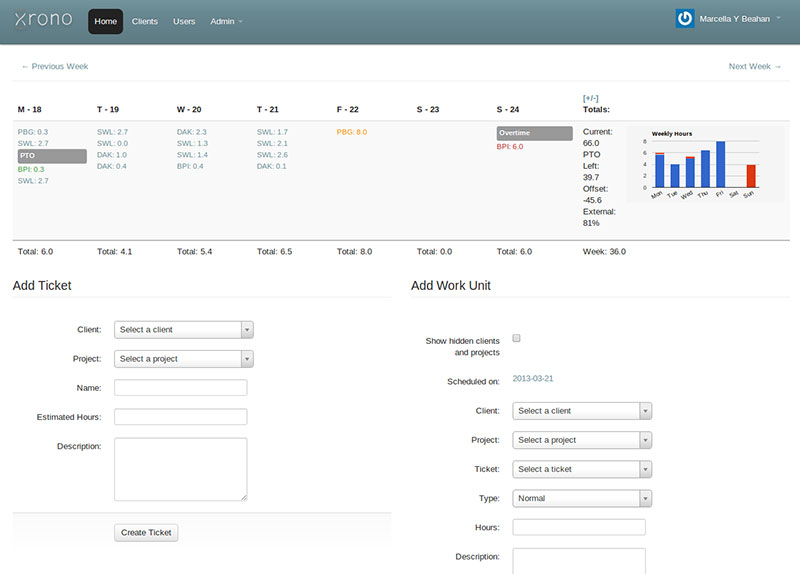 xrono Home Clients Users Admin Marcella Y Beahan
← Previous Week Next Week →
M - 18 T - 19 W - 20 T - 21 F - 22 S - 23 S - 24 [+/-]
Totals:
PBG: 0.3
SWL: 2.7
PTO
BPI: 0.3
SWL: 2.7
SWL: 2.7
SWL: 0.0
DAK: 1.0
DAK: 0.4
DAK: 2.3
SWL: 1.3
SWL: 1.4
BPI: 0.4
SWL: 1.7
SWL: 2.1
SWL: 2.6
DAK: 0.1
PBG: 8.0
Overtime
BPI: 6.0
Current:
66.0
PTO
Left:
39.7
Offset:
-45.6
External:
81%
Weekly Hours
8
6
4
2
0
Mon Tue Wed Thu Fri Sat Sun
Total: 6.0 Total: 4.1 Total: 5.4 Total: 6.5 Total: 8.0 Total: 0.0 Total: 6.0 Week: 36.0
Add Ticket
Client: Select a client
Project: Select a project
Name:
Estimated Hours:
Description:
Create Ticket
Add Work Unit
Show hidden clients
and projects
Scheduled on: 2013-03-21
Client: Select a client
Project: Select a project
Ticket: Select a ticket
Type: Normal
Hours:
Description: